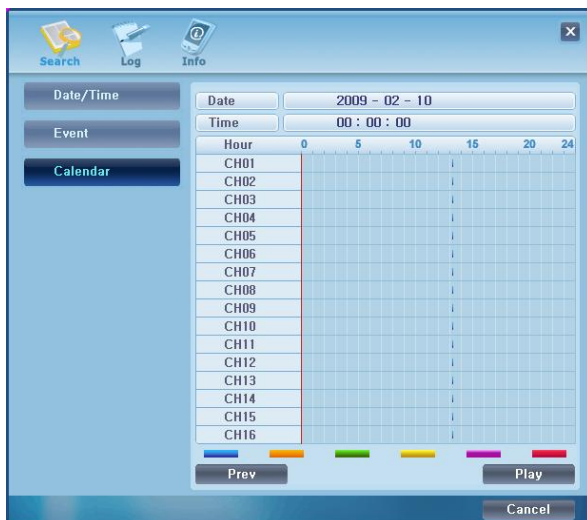 Search Log Info
X
Date/Time
Event
Calendar
Date 2009 - 02 - 10
Time 00 : 00 : 00
Hour 0 5 10 15 20 24
CH01
CH02
CH03
CH04
CH05
CH06
CH07
CH08
CH09
CH10
CH11
CH12
CH13
CH14
CH15
CH16
Prev Play
Cancel